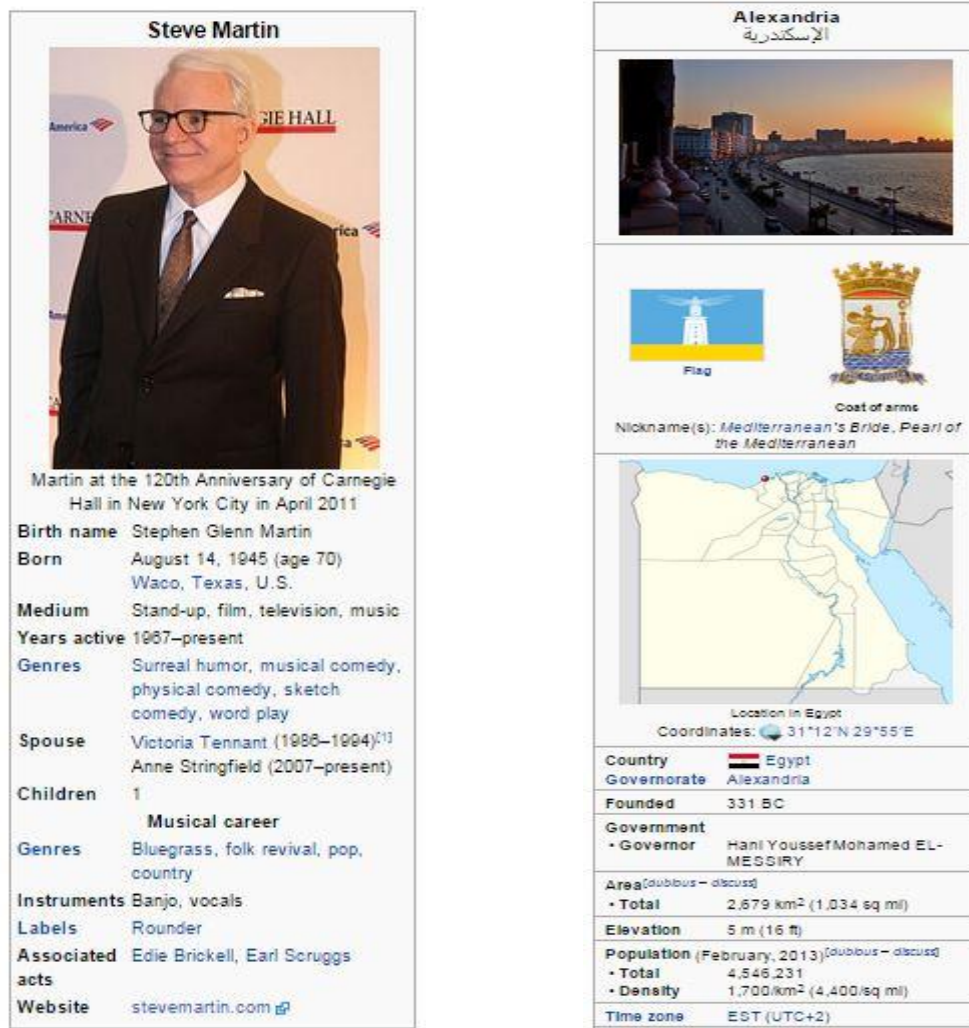 Steve Martin
America
GIE HALL
CARNE
rica
Am
a
Martin at the 120th Anniversary of Carnegie
Hall in New York City in April 2011
Birth name Stephen Glenn Martin
Born August 14, 1945 (age 70)
Waco, Texas, U.S.
Medium Stand-up, film, television, music
Years active 1967–present
Genres Surreal humor, musical comedy,
physical comedy, sketch
comedy, word play
Spouse Victoria Tennant (1986–1994)[1]
Anne Stringfield (2007–present)
Children 1
Musical career
Genres Bluegrass, folk revival, pop,
country
Instruments Banjo, vocals
Labels Rounder
Associated Edie Brickell, Earl Scruggs
acts
Website stevemartin.com
Alexandria
الإسكندرية
Flag
Coat of arms
Nickname(s): Mediterranean's Bride, Pearl of
the Mediterranean
Location in Egypt
Coordinates: 31°12′N 29°55′E
Country Egypt
Governorate Alexandria
Founded 331 BC
Government
• Governor Hani Youssef Mohamed EL-
MESSIRY
Area[dubious – discuss]
• Total 2,679 km² (1,034 sq mi)
Elevation 5 m (16 ft)
Population (February, 2013)[dubious – discuss]
• Total 4,546,231
• Density 1,700/km² (4,400/sq mi)
Time zone EST (UTC+2)